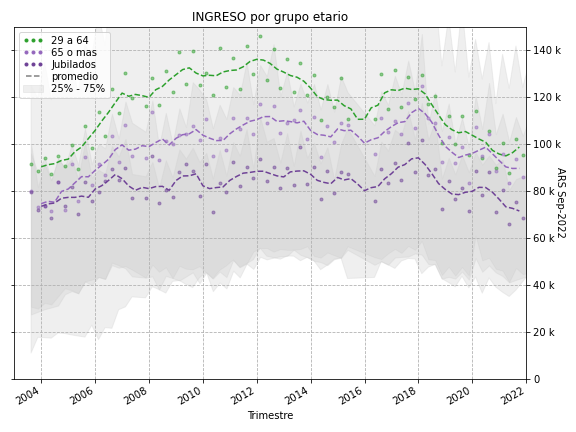 INGRESO por grupo etario
29 a 64
65 o mas
Jubilados
promedio
25% - 75%
140 k
120 k
100 k
80 k
60 k
40 k
20 k
0
ARS Sep-2022
2004
2006
2008
2010
2012
2014
2016
2018
2020
2022
Trimestre